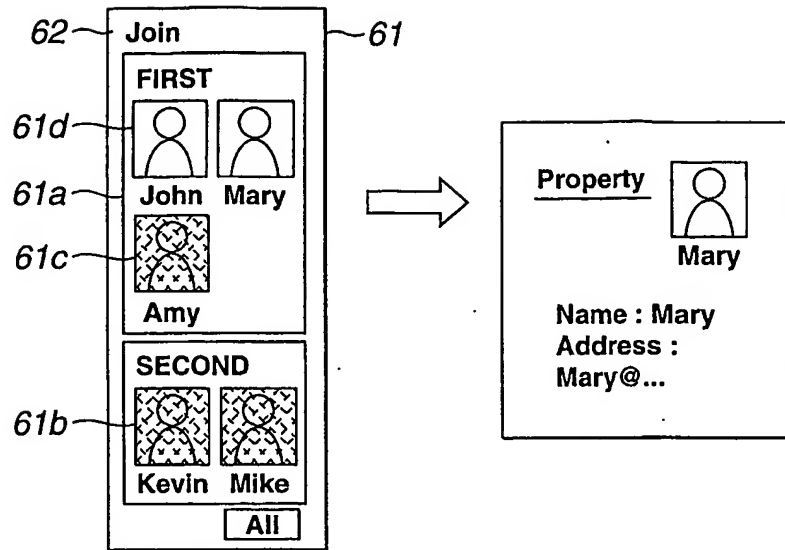 62 Join 61
FIRST
61d
61a John Mary
61c
Amy
SECOND
61b
Kevin Mike
All
Property
Mary
Name : Mary
Address :
Mary@...